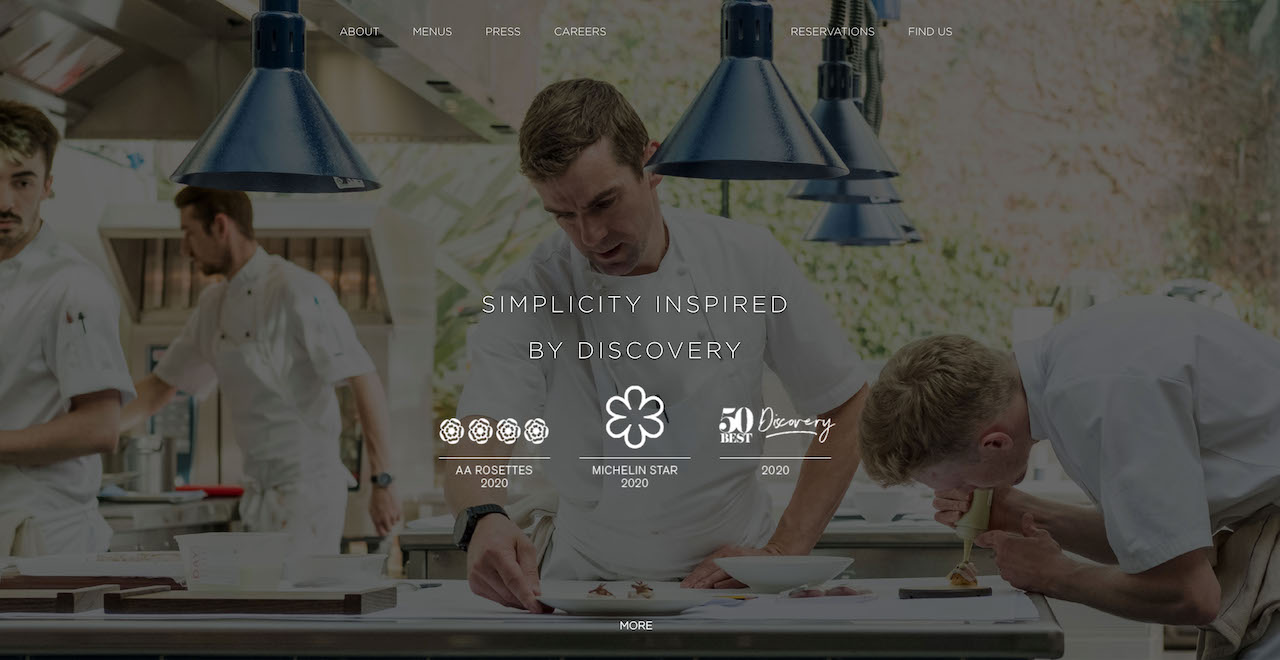 ABOUT MENUS PRESS CAREERS RESERVATIONS FIND US
SIMPLICITY INSPIRED
BY DISCOVERY
50 BEST Discovery
AA ROSETTES
2020
MICHELIN STAR
2020
2020
MORE